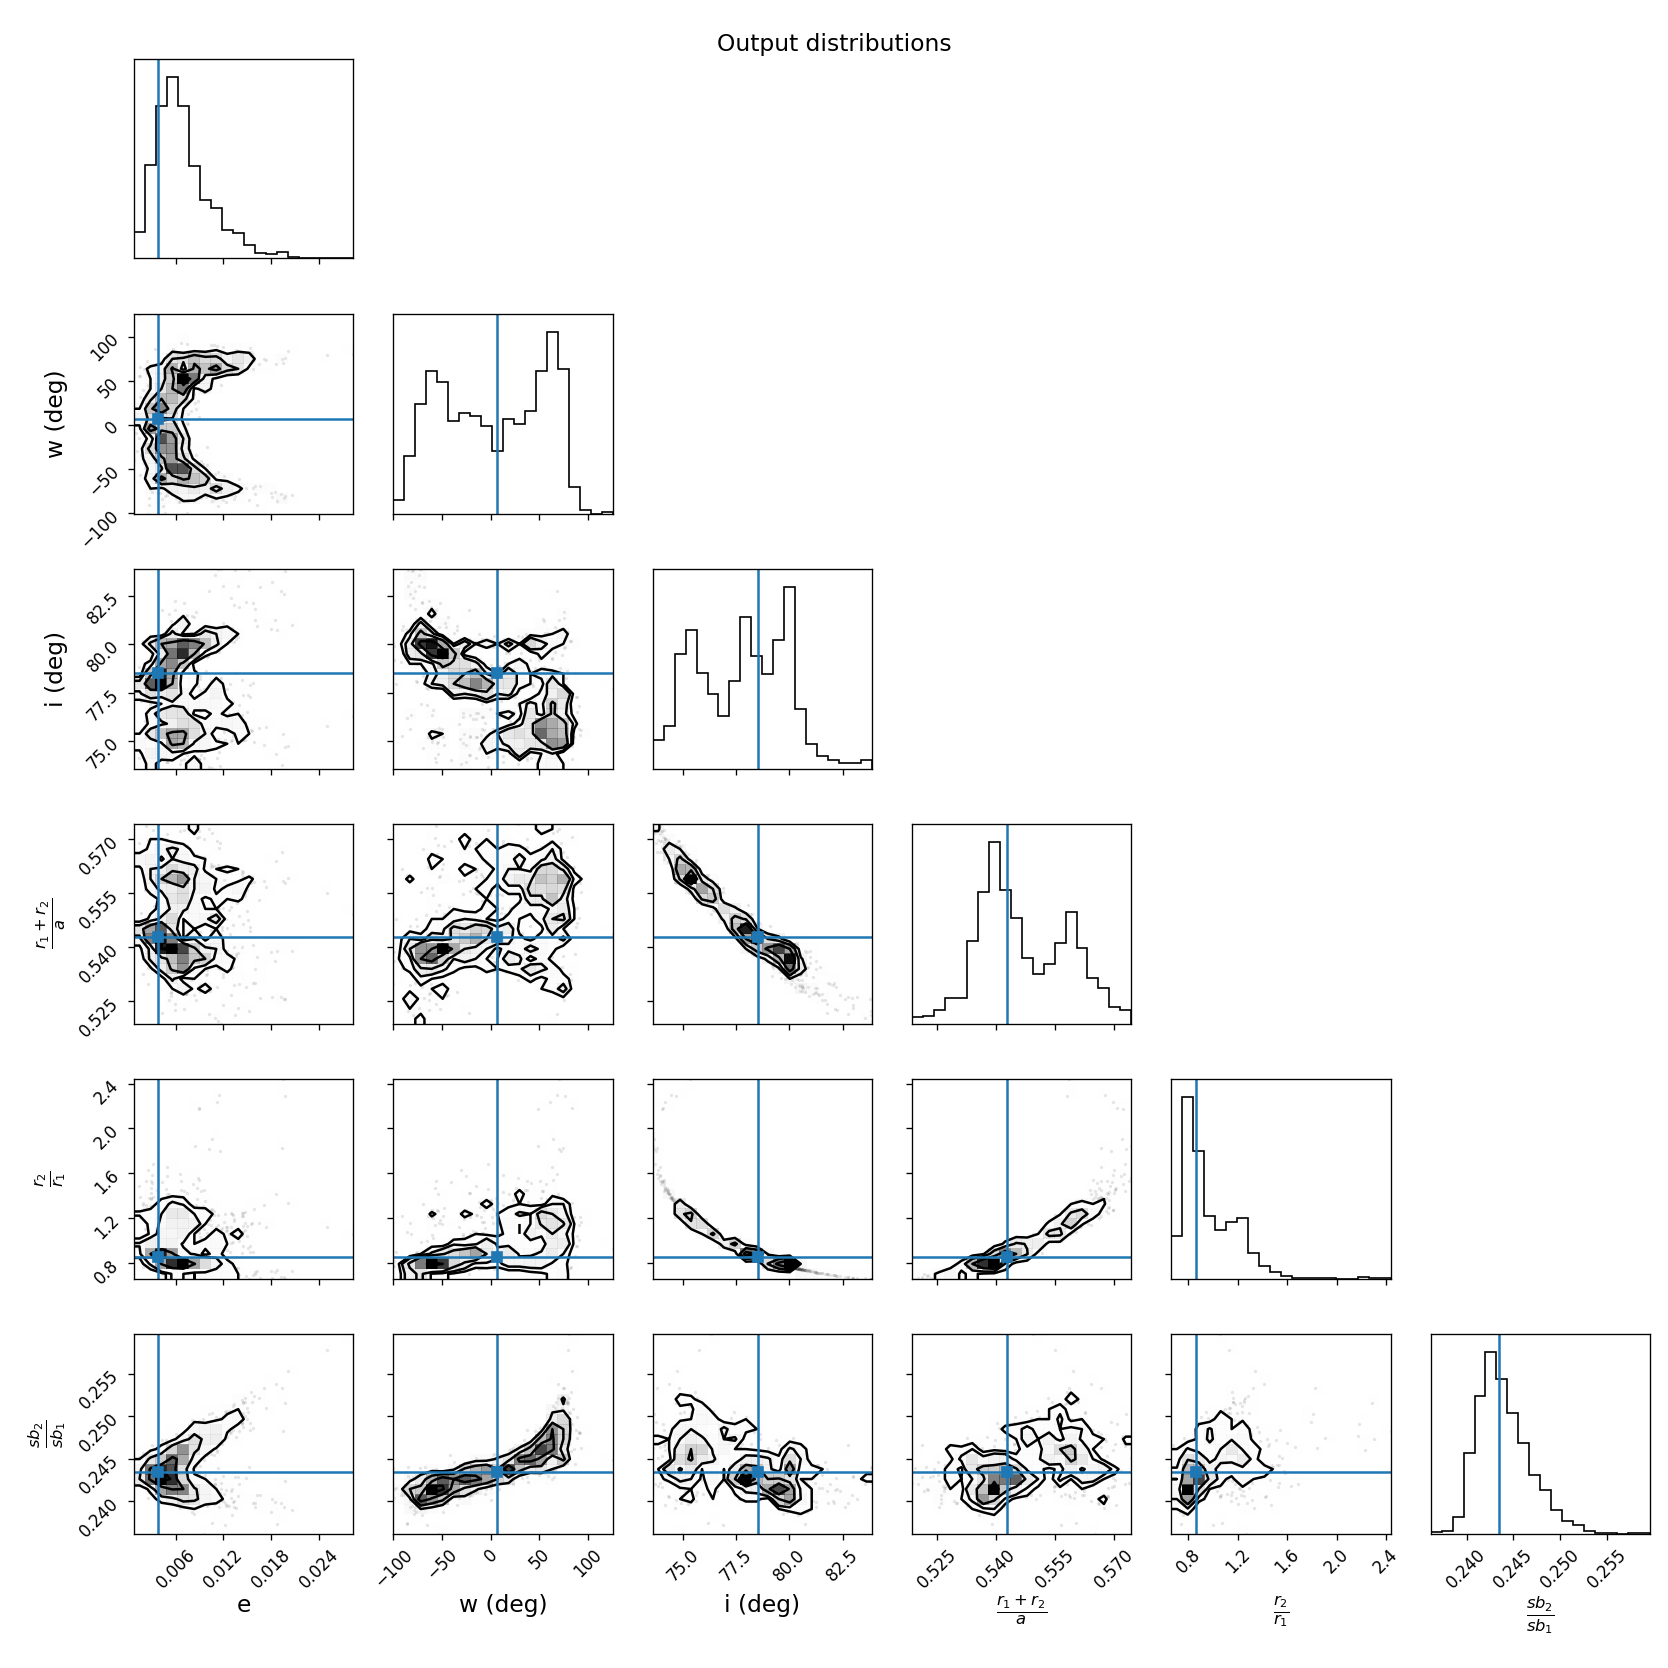 Output distributions
w (deg)
100
50
0
−50
−100
i (deg)
82.5
80.0
77.5
75.0
r1 + r2
a
0.570
0.555
0.540
0.525
r2
r1
2.4
2.0
1.6
1.2
0.8
sb2
sb1
0.255
0.250
0.245
0.240
0.006 0.012 0.018 0.024
−100 −50 0 50 100
75.0 77.5 80.0 82.5
0.525 0.540 0.555 0.570
0.8 1.2 1.6 2.0 2.4
0.240 0.245 0.250 0.255
e
w (deg)
i (deg)
r1 + r2
a
r2
r1
sb2
sb1